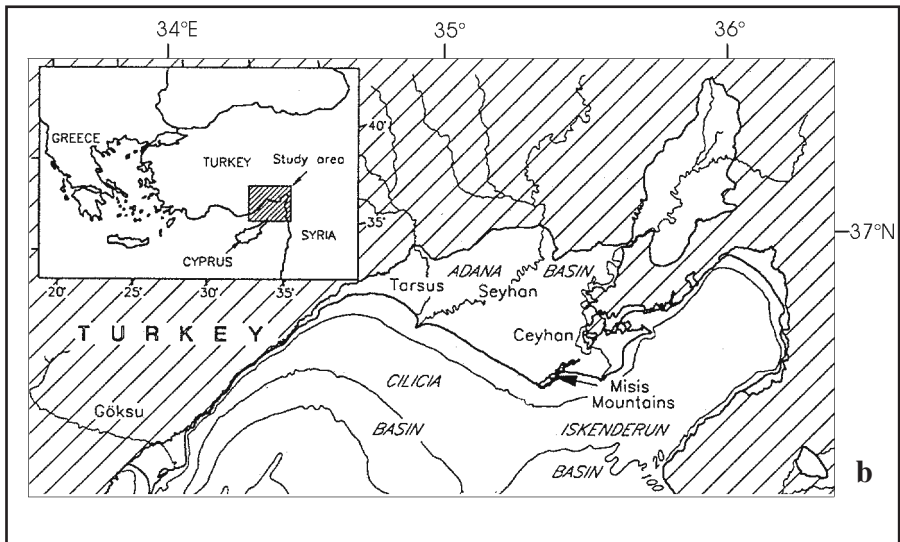 34°E 35° 36°
GREECE
40°
TURKEY
Study area
37°N
35°
SYRIA
CYPRUS
20° 25° 30° 35°
ADANA BASIN
Tarsus
Seyhan
TURKEY
Ceyhan
CILICIA
Misis
Mountains
Göksu
BASIN
ISKENDERUN
BASIN
20
100
b